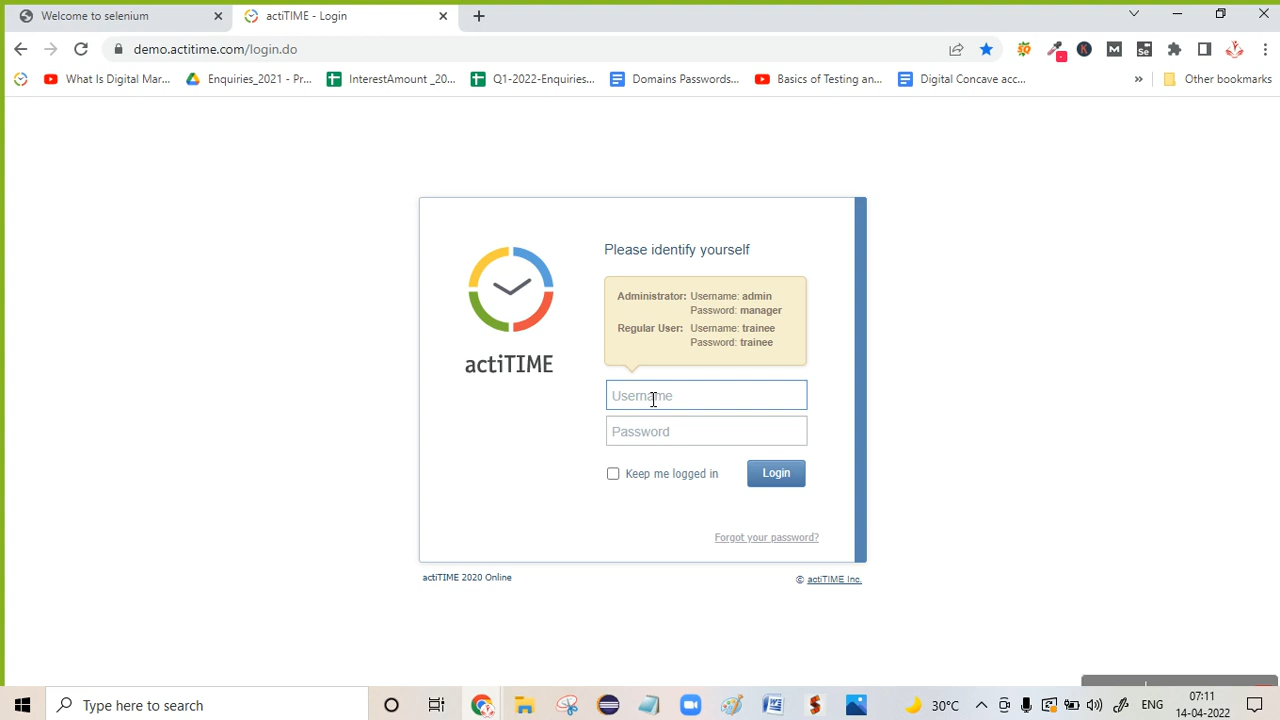 Welcome to selenium
actiTIME - Login
demo.actitime.com/login.do
What Is Digital Mar...
Enquiries_2021 - Pr...
InterestAmount _20...
Q1-2022-Enquiries...
Domains Passwords...
Basics of Testing an...
Digital Concave acc...
»
Other bookmarks
Please identify yourself
Administrator: Username: admin
Password: manager
Regular User: Username: trainee
Password: trainee
actiTIME
Username
Password
Keep me logged in
Login
Forgot your password?
actiTIME 2020 Online
© actiTIME Inc.
Type here to search
30°C
ENG
07:11
14-04-2022